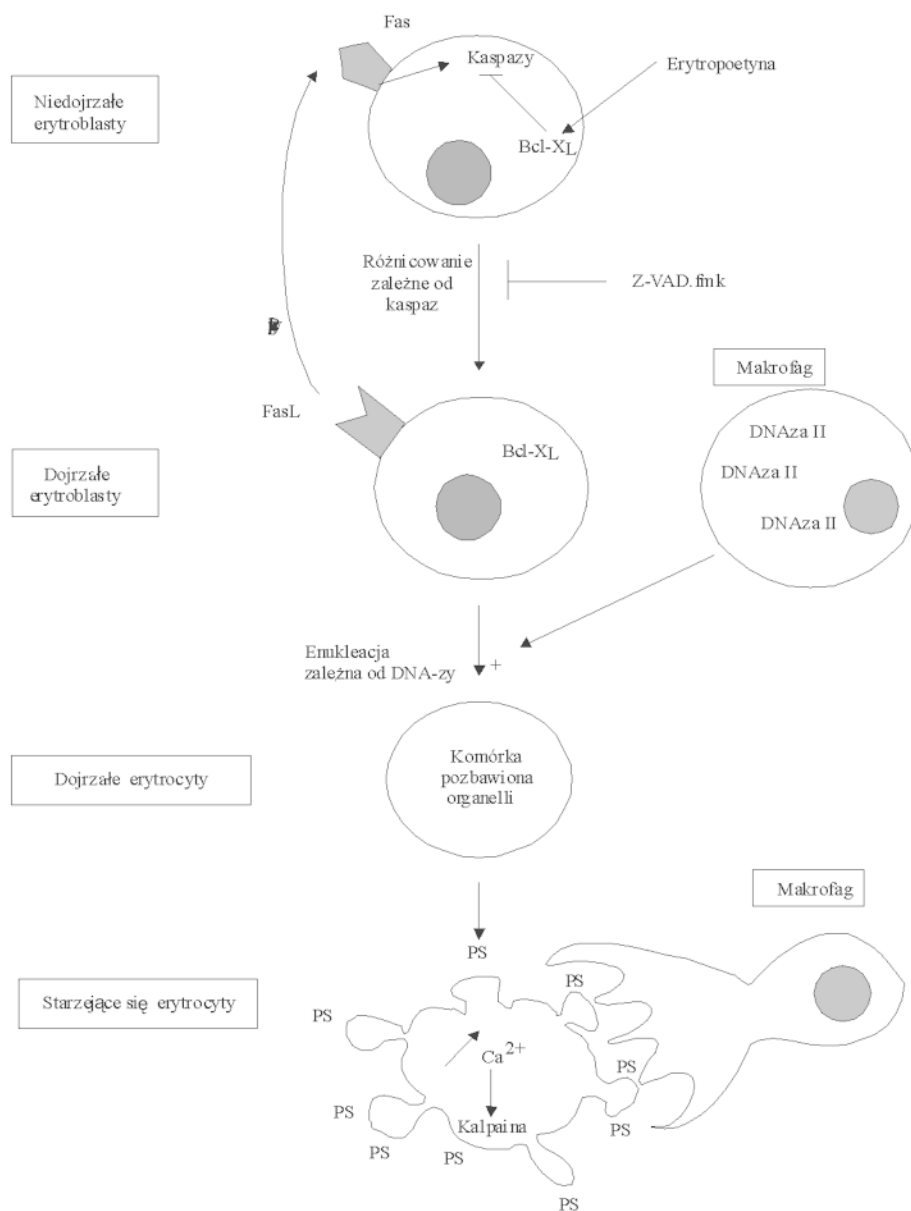 Fas
Kaspazy
Erytropoetyna
Niedojrzałe
erytroblasty
Bcl-XL
Różnicowanie
zależne od
kaspaz
Z-VAD.fmk
Makrofag
FasL
DNAza II
Bcl-XL
DNAza II
Dojrzałe
erytroblasty
DNAza II
Enukleacja
zależna od DNA-zy
+
Komórka
pozbawiona
organelli
Dojrzałe erytrocyty
Makrofag
PS
PS
Starzejące się erytrocyty
PS
Ca2+
PS
PS
Kalpaina
PS
PS
PS
PS